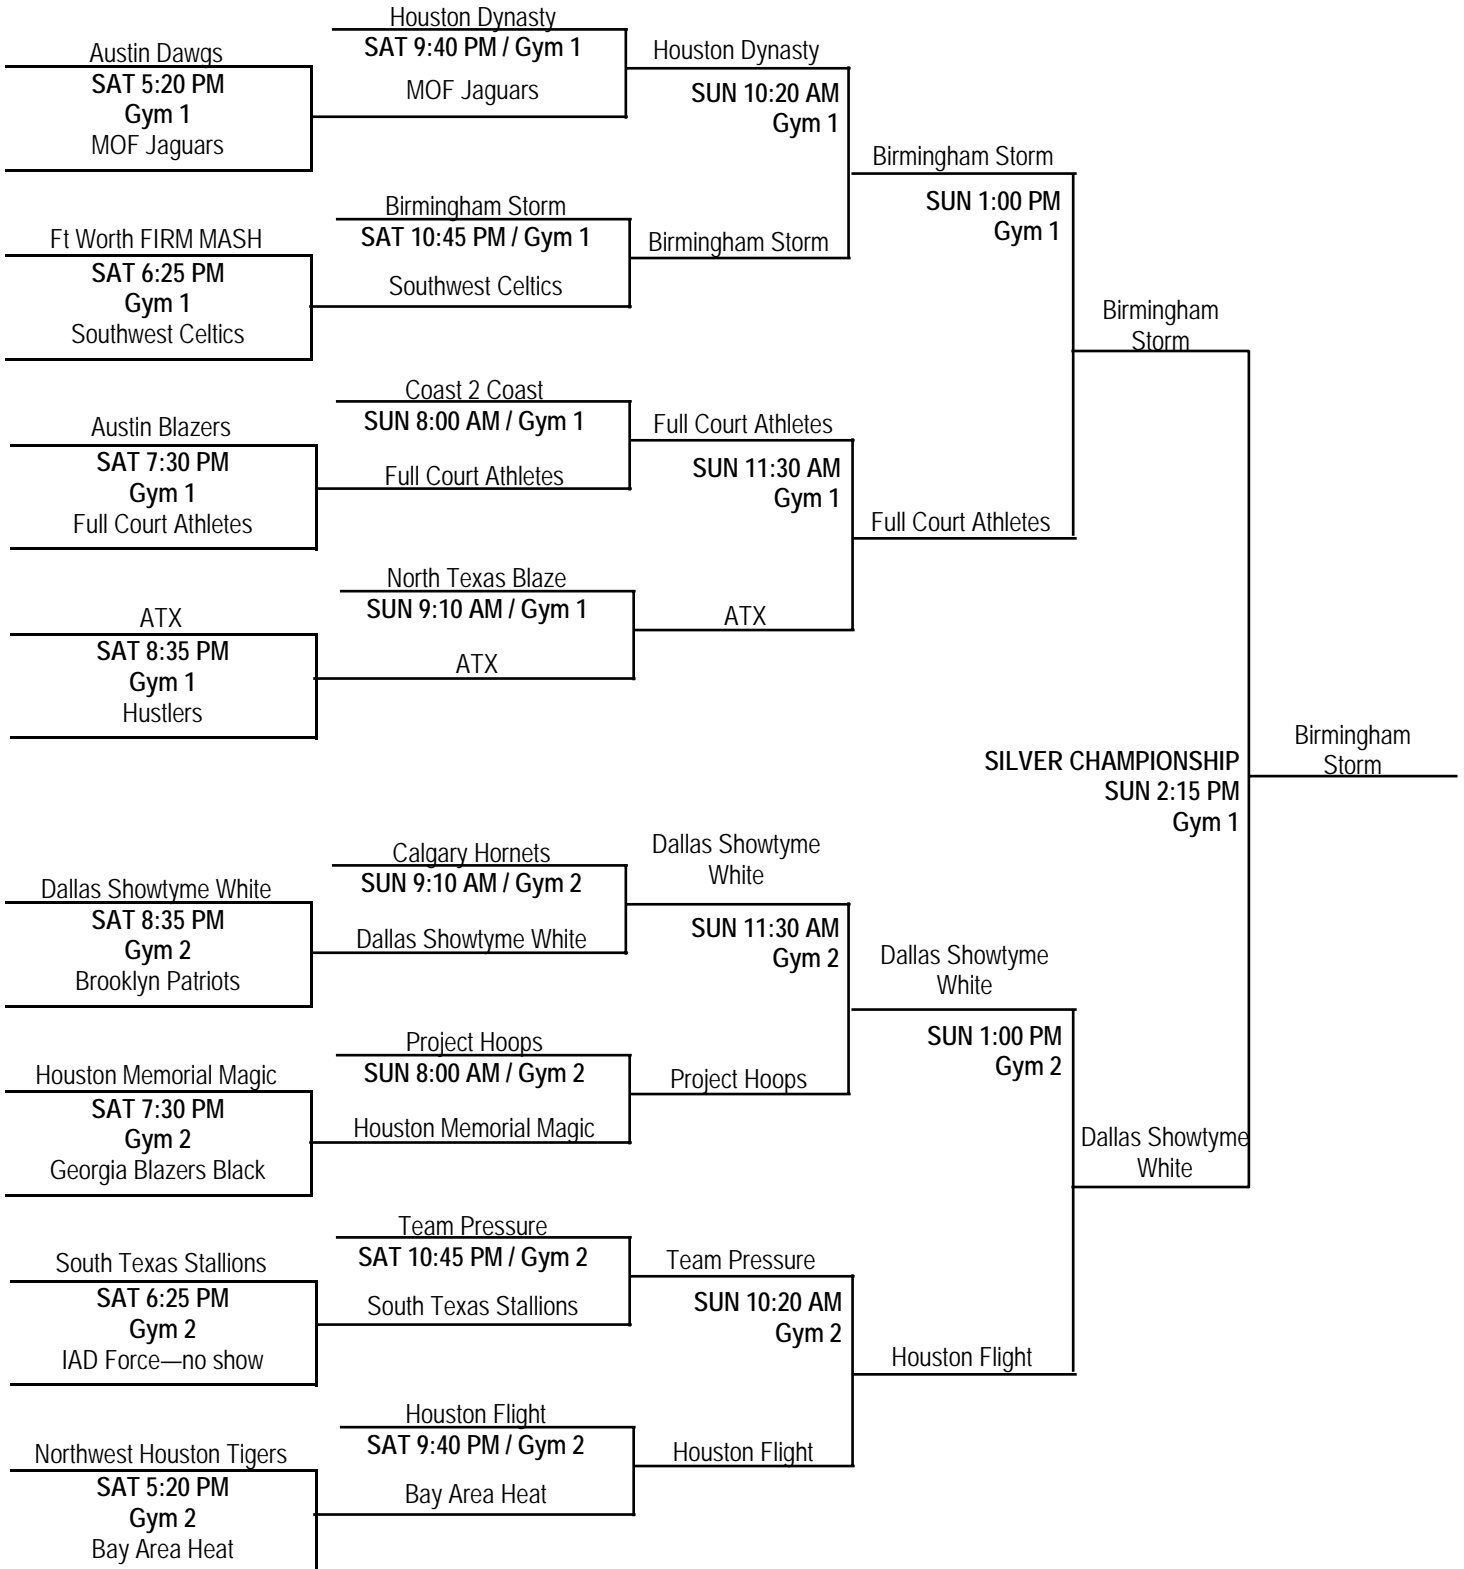 Houston Dynasty
SAT 9:40 PM / Gym 1
MOF Jaguars
Austin Dawgs
SAT 5:20 PM
Gym 1
MOF Jaguars
Houston Dynasty
SUN 10:20 AM
Gym 1
Birmingham Storm
SUN 1:00 PM
Gym 1
Birmingham Storm
SAT 10:45 PM / Gym 1
Southwest Celtics
Ft Worth FIRM MASH
SAT 6:25 PM
Gym 1
Southwest Celtics
Birmingham Storm
Birmingham
Storm
Coast 2 Coast
SUN 8:00 AM / Gym 1
Full Court Athletes
Austin Blazers
SAT 7:30 PM
Gym 1
Full Court Athletes
Full Court Athletes
SUN 11:30 AM
Gym 1
Full Court Athletes
North Texas Blaze
SUN 9:10 AM / Gym 1
ATX
ATX
SAT 8:35 PM
Gym 1
Hustlers
ATX
SILVER CHAMPIONSHIP
SUN 2:15 PM
Gym 1
Birmingham
Storm
Calgary Hornets
SUN 9:10 AM / Gym 2
Dallas Showtyme White
Dallas Showtyme White
SAT 8:35 PM
Gym 2
Brooklyn Patriots
Dallas Showtyme
White
SUN 11:30 AM
Gym 2
Dallas Showtyme
White
SUN 1:00 PM
Gym 2
Project Hoops
SUN 8:00 AM / Gym 2
Houston Memorial Magic
Houston Memorial Magic
SAT 7:30 PM
Gym 2
Georgia Blazers Black
Project Hoops
Dallas Showtyme
White
Team Pressure
SAT 10:45 PM / Gym 2
South Texas Stallions
South Texas Stallions
SAT 6:25 PM
Gym 2
IAD Force—no show
Team Pressure
SUN 10:20 AM
Gym 2
Houston Flight
Houston Flight
SAT 9:40 PM / Gym 2
Bay Area Heat
Northwest Houston Tigers
SAT 5:20 PM
Gym 2
Bay Area Heat
Houston Flight